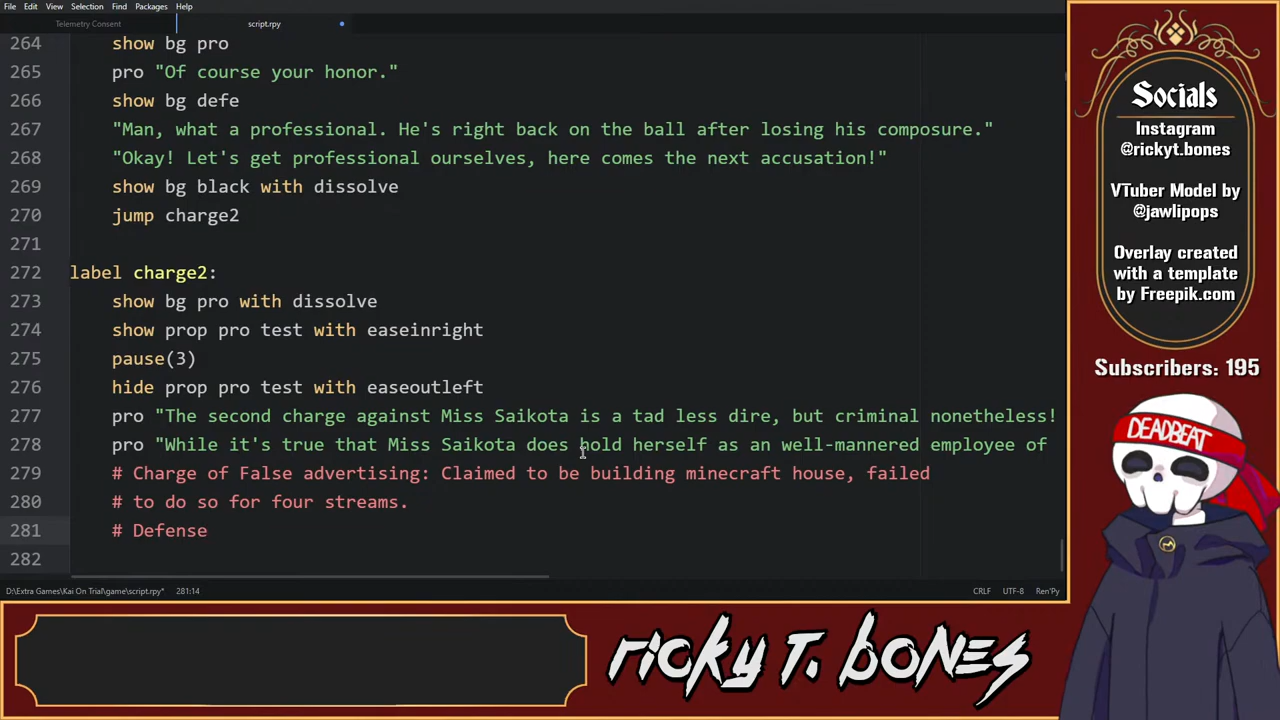 File Edit View Selection Find Packages Help
Telemetry Consent script.rpy
264 show bg pro
265 pro "Of course your honor."
266 show bg defe
267 "Man, what a professional. He's right back on the ball after losing his composure."
268 "Okay! Let's get professional ourselves, here comes the next accusation!"
269 show bg black with dissolve
270 jump charge2
271
272 label charge2:
273 show bg pro with dissolve
274 show prop pro test with easeinright
275 pause(3)
276 hide prop pro test with easeoutleft
277 pro "The second charge against Miss Saikota is a tad less dire, but criminal nonetheless!
278 pro "While it's true that Miss Saikota does hold herself as an well-mannered employee of
279 # Charge of False advertising: Claimed to be building minecraft house, failed
280 # to do so for four streams.
281 # Defense
282
D:\Extra Games\Kai On Trial\game\script.rpy* 281:14 CRLF UTF-8 Ren'Py
Socials
Instagram
@rickyt.bones
VTuber Model by
@jawlipops
Overlay created
with a template
by Freepik.com
Subscribers: 195
DEADBEAT
ricky T. bones